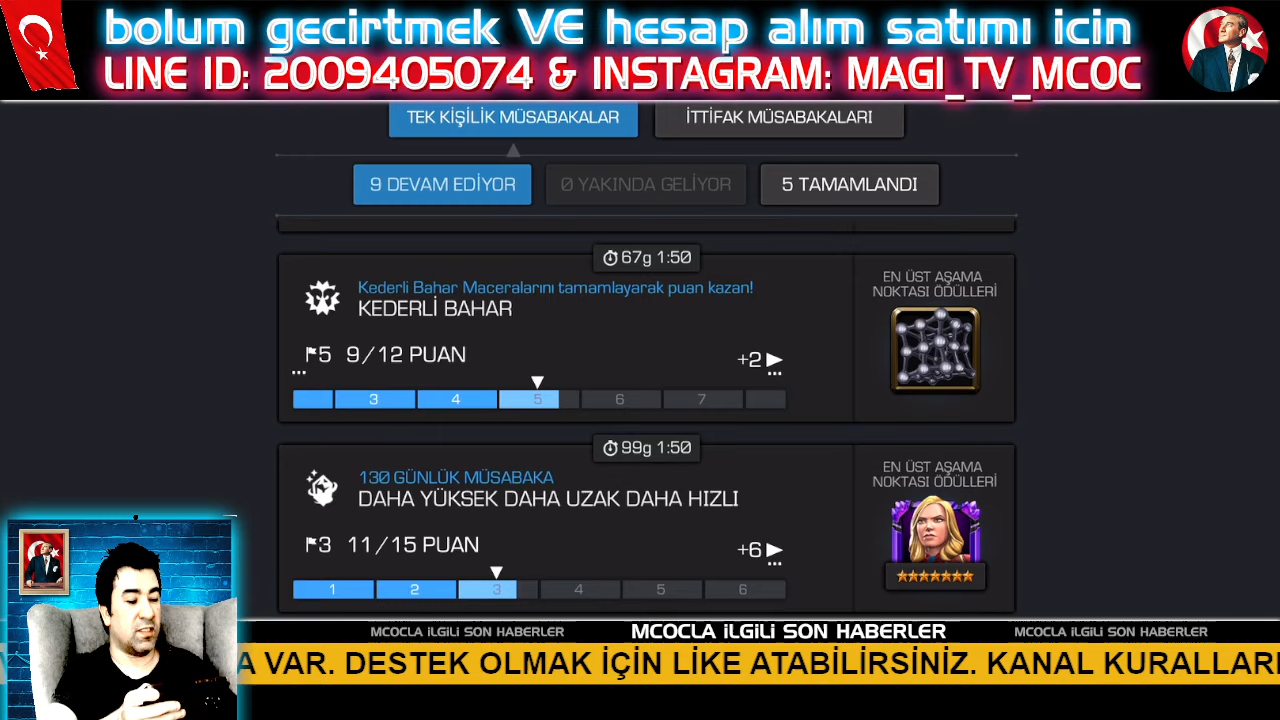 bolum gecirtmek VE hesap alım satımı icin
LINE ID: 2009405074 & INSTAGRAM: MAGI_TV_MCOC
TEK KİŞİLİK MÜSABAKALAR
İTTİFAK MÜSABAKALARI
9 DEVAM EDİYOR
0 YAKINDA GELİYOR
5 TAMAMLANDI
67g 1:50
Kederli Bahar Maceralarını tamamlayarak puan kazan!
KEDERLİ BAHAR
EN ÜST AŞAMA
NOKTASI ÖDÜLLERİ
5 9/12 PUAN
+2
3 4 5 6 7
99g 1:50
130 GÜNLÜK MÜSABAKA
DAHA YÜKSEK DAHA UZAK DAHA HIZLI
EN ÜST AŞAMA
NOKTASI ÖDÜLLERİ
3 11/15 PUAN
+6
1 2 3 4 5 6
MCOCLA iLGiLi SON HABERLER
MCOCLA iLGiLi SON HABERLER
MCOCLA iLGiLi SON HABERLER
A VAR. DESTEK OLMAK İÇİN LİKE ATABİLİRSİNİZ. KANAL KURALLARI